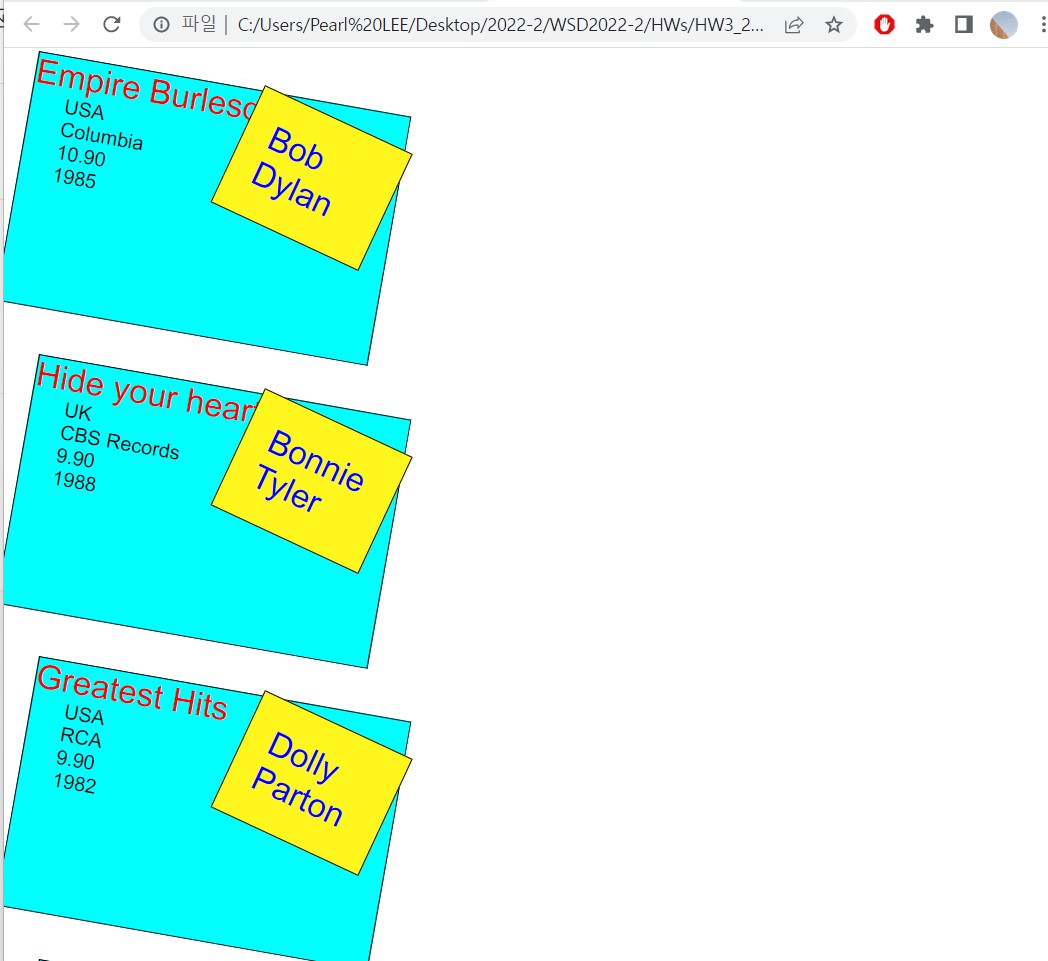 파일 | C:/Users/Pearl%20LEE/Desktop/2022-2/WSD2022-2/HWs/HW3_2...
Empire Burlesq
USA
Columbia
10.90
1985
Bob
Dylan
Hide your hear
UK
CBS Records
9.90
1988
Bonnie
Tyler
Greatest Hits
USA
RCA
9.90
1982
Dolly
Parton